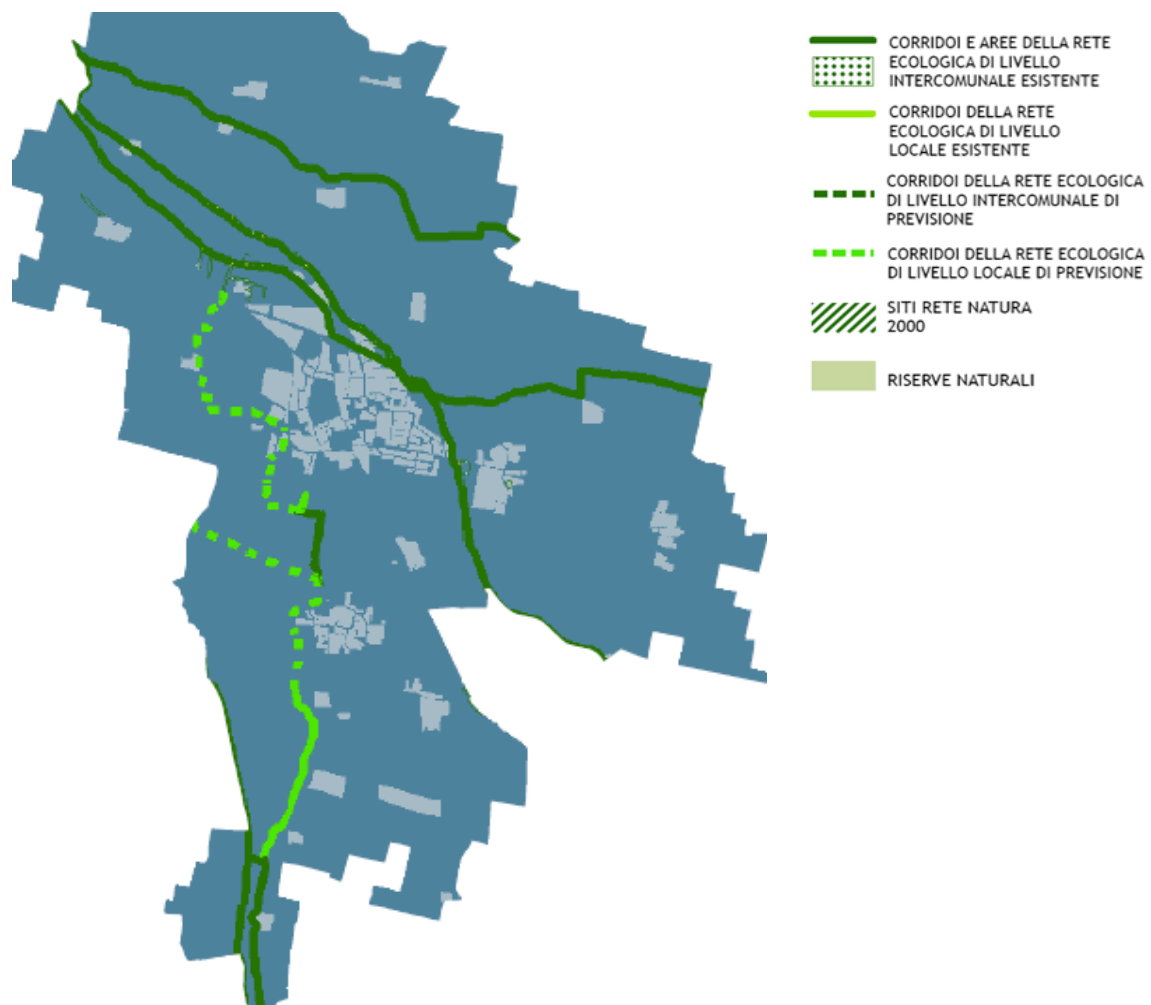 CORRIDOI E AREE DELLA RETE
ECOLOGICA DI LIVELLO
INTERCOMUNALE ESISTENTE
CORRIDOI DELLA RETE
ECOLOGICA DI LIVELLO
LOCALE ESISTENTE
CORRIDOI DELLA RETE ECOLOGICA
DI LIVELLO INTERCOMUNALE DI
PREVISIONE
CORRIDOI DELLA RETE ECOLOGICA
DI LIVELLO LOCALE DI PREVISIONE
SITI RETE NATURA
2000
RISERVE NATURALI